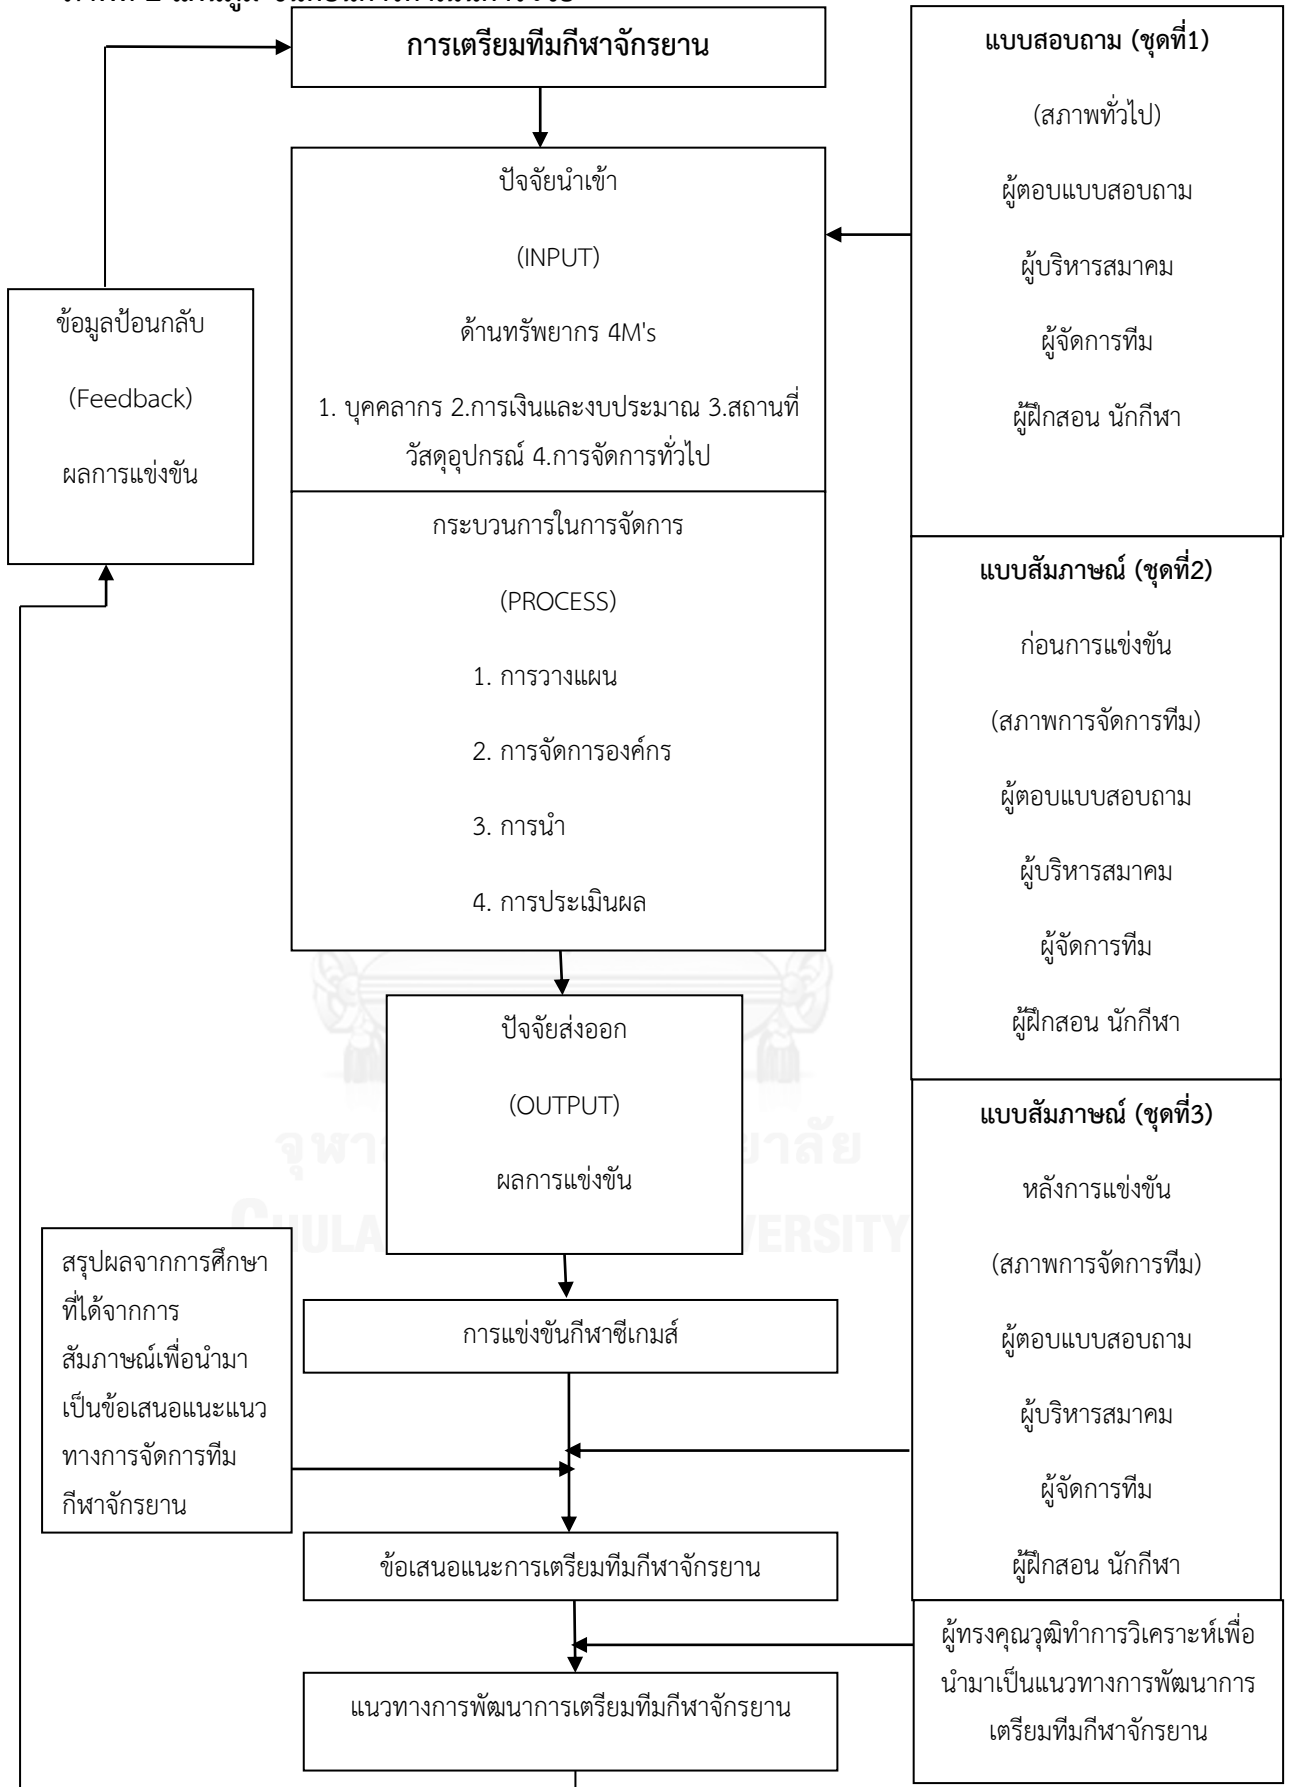 การเตรียมทีมกีฬาจักรยาน
ปัจจัยนำเข้า
(INPUT)
ด้านทรัพยากร 4M's
1. บุคคลากร 2.การเงินและงบประมาณ 3.สถานที่
วัสดุอุปกรณ์ 4.การจัดการทั่วไป
กระบวนการในการจัดการ
(PROCESS)
1. การวางแผน
2. การจัดการองค์กร
3. การนำ
4. การประเมินผล
ปัจจัยส่งออก
(OUTPUT)
ผลการแข่งขัน
การแข่งขันกีฬาซีเกมส์
ข้อเสนอแนะการเตรียมทีมกีฬาจักรยาน
แนวทางการพัฒนาการเตรียมทีมกีฬาจักรยาน
ข้อมูลป้อนกลับ
(Feedback)
ผลการแข่งขัน
สรุปผลจากการศึกษา
ที่ได้จากการ
สัมภาษณ์เพื่อนำมา
เป็นข้อเสนอแนะแนว
ทางการจัดการทีม
กีฬาจักรยาน
แบบสอบถาม (ชุดที่1)
(สภาพทั่วไป)
ผู้ตอบแบบสอบถาม
ผู้บริหารสมาคม
ผู้จัดการทีม
ผู้ฝึกสอน นักกีฬา
แบบสัมภาษณ์ (ชุดที่2)
ก่อนการแข่งขัน
(สภาพการจัดการทีม)
ผู้ตอบแบบสอบถาม
ผู้บริหารสมาคม
ผู้จัดการทีม
ผู้ฝึกสอน นักกีฬา
แบบสัมภาษณ์ (ชุดที่3)
หลังการแข่งขัน
(สภาพการจัดการทีม)
ผู้ตอบแบบสอบถาม
ผู้บริหารสมาคม
ผู้จัดการทีม
ผู้ฝึกสอน นักกีฬา
ผู้ทรงคุณวุฒิทำการวิเคราะห์เพื่อ
นำมาเป็นแนวทางการพัฒนาการ
เตรียมทีมกีฬาจักรยาน